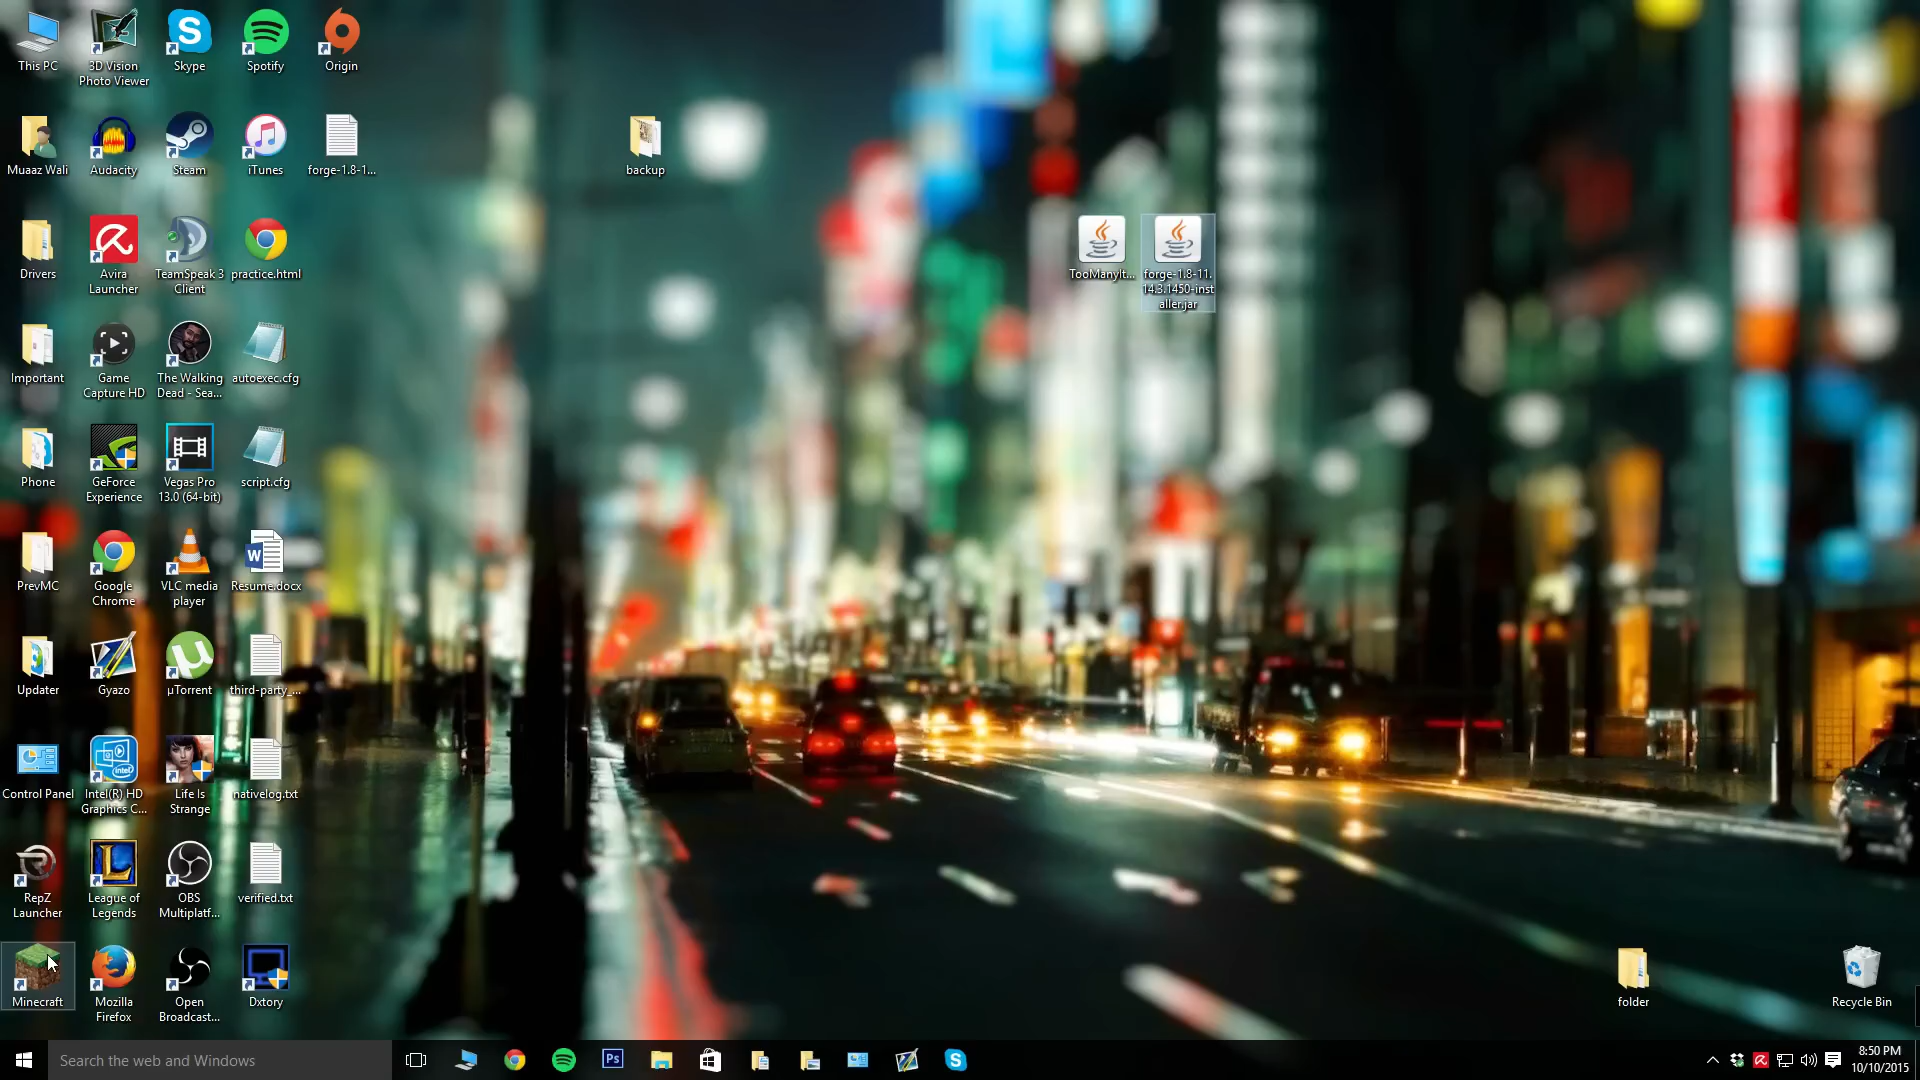 This PC
3D Vision
Photo Viewer
Skype
Spotify
Origin
Muaaz Wali
Audacity
Steam
iTunes
forge-1.8-1...
backup
Drivers
Avira
Launcher
TeamSpeak 3
Client
practice.html
TooManyIt...
forge-1.8-11.
14.3.1450-inst
aller.jar
Important
Game
Capture HD
The Walking
Dead - Sea...
autoexec.cfg
Phone
GeForce
Experience
Vegas Pro
13.0 (64-bit)
script.cfg
PrevMC
Google
Chrome
VLC media
player
W
Resume.docx
Updater
Gyazo
µTorrent
third-party_...
Control Panel
Intel(R) HD
Graphics C...
Life Is
Strange
nativelog.txt
RepZ
Launcher
League of
Legends
OBS
Multiplatf...
verified.txt
Minecraft
Mozilla
Firefox
Open
Broadcast...
Dxtory
folder
Recycle Bin
Search the web and Windows
Ps
8:50 PM
10/10/2015